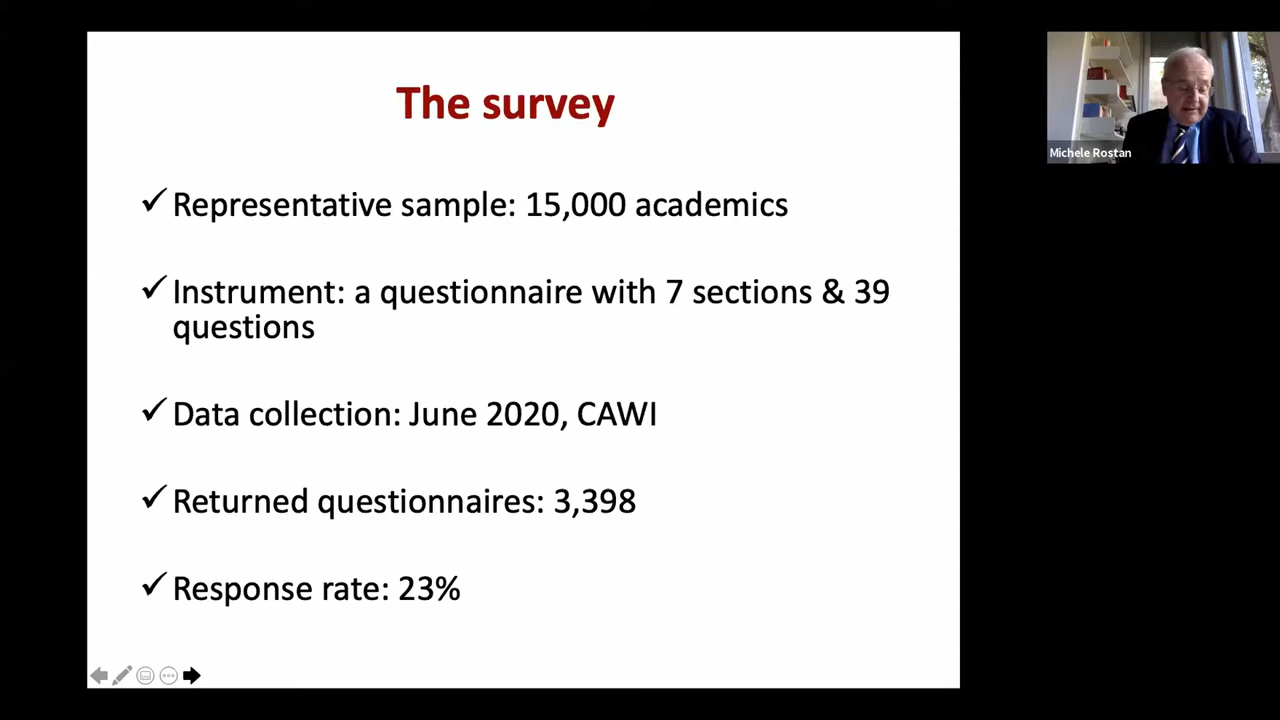 The survey
✓ Representative sample: 15,000 academics
✓ Instrument: a questionnaire with 7 sections & 39
questions
✓ Data collection: June 2020, CAWI
✓ Returned questionnaires: 3,398
✓ Response rate: 23%
Michele Rostan